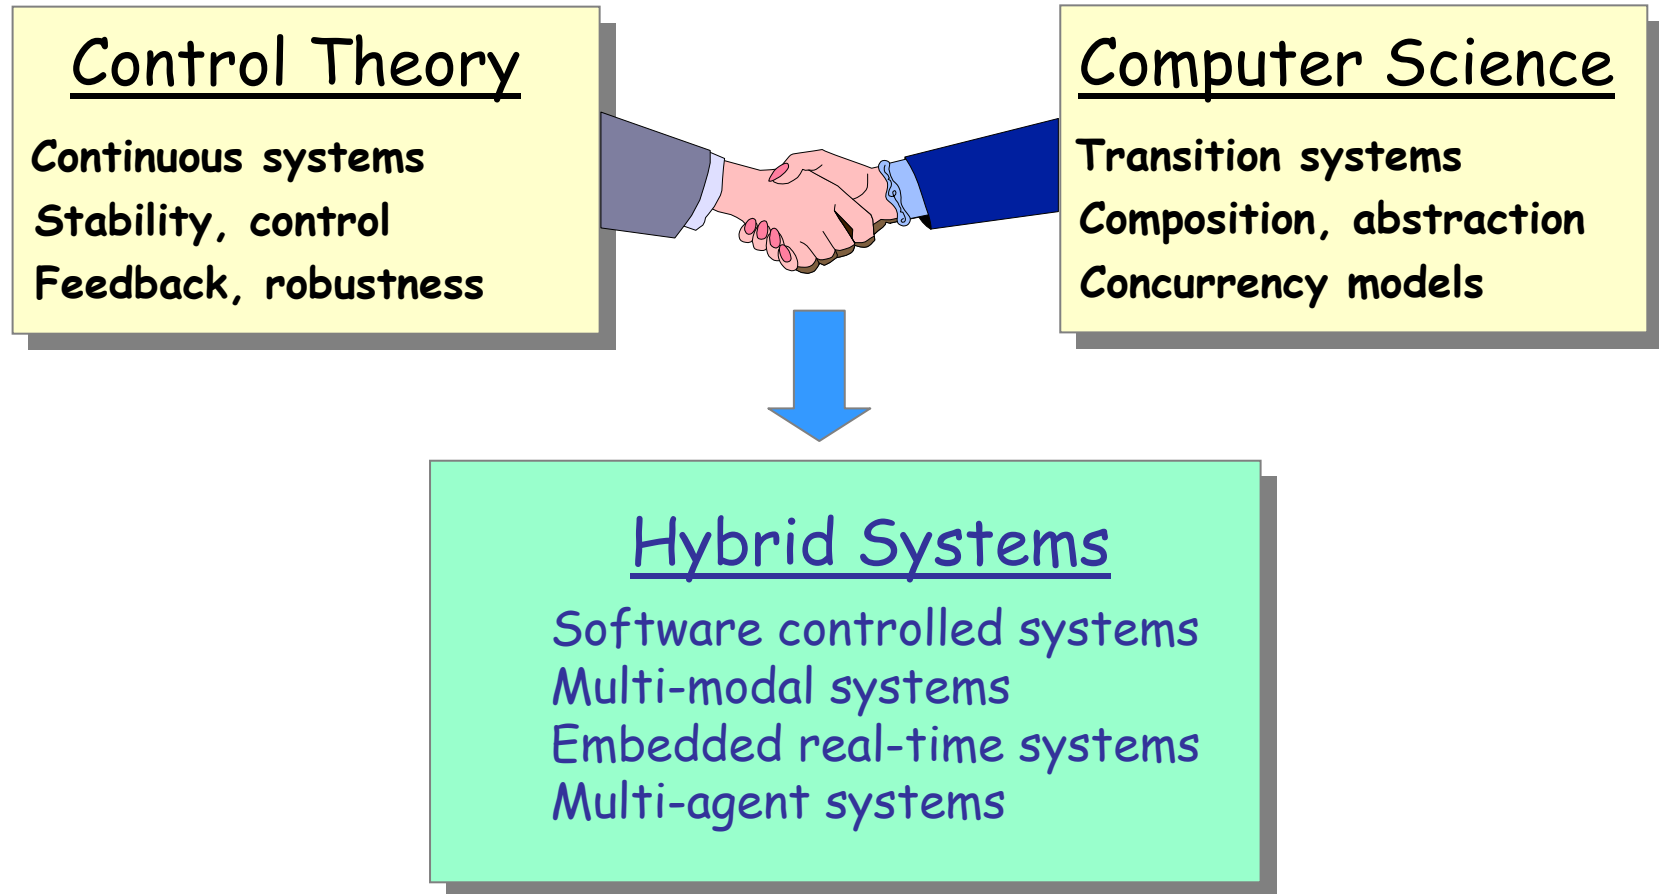 Control Theory
Continuous systems
Stability, control
Feedback, robustness
Computer Science
Transition systems
Composition, abstraction
Concurrency models
Hybrid Systems
Software controlled systems
Multi-modal systems
Embedded real-time systems
Multi-agent systems